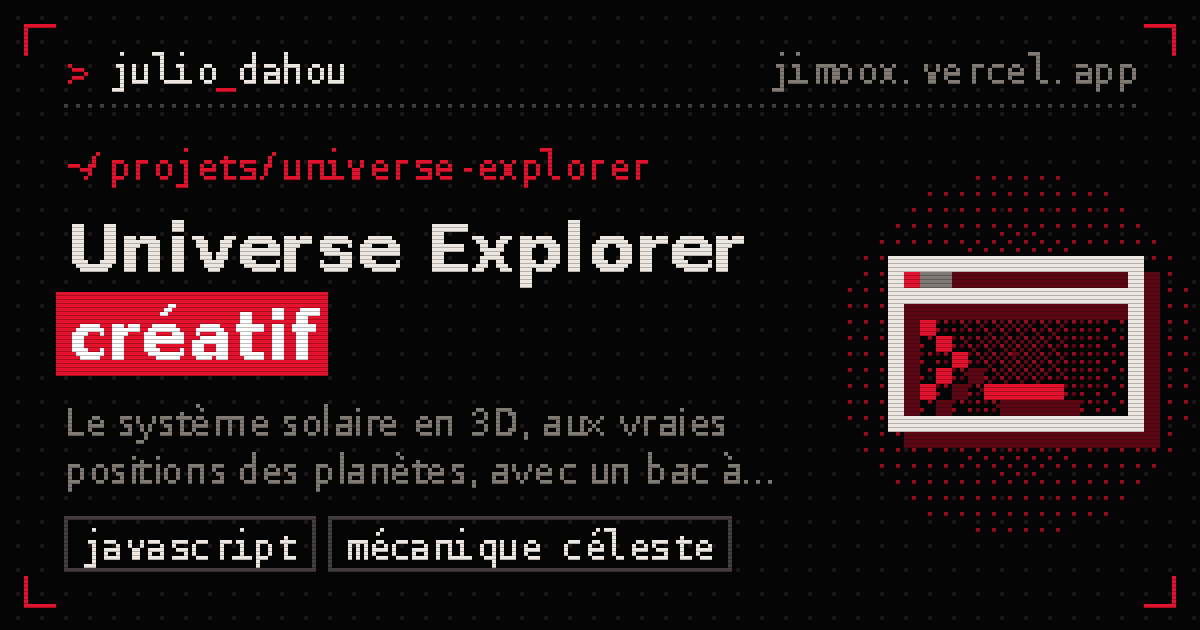 > julio_dahou
jimoox.vercel.app
~/projets/universe-explorer
Universe Explorer
créatif
Le système solaire en 3D, aux vraies
positions des planètes, avec un bac à...
javascript
mécanique céleste